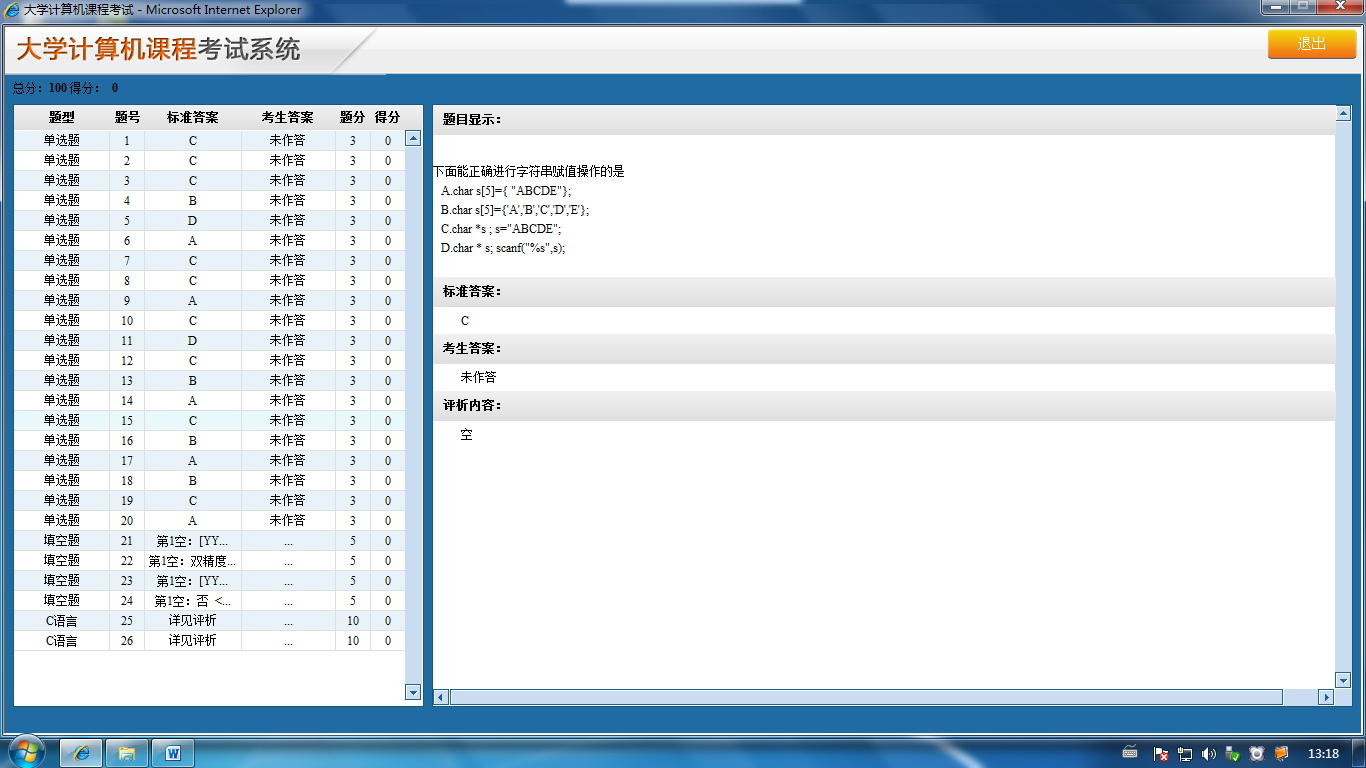 大学计算机课程考试 - Microsoft Internet Explorer
大学计算机课程考试系统
退出
总分: 100 得分: 0
题型 题号 标准答案 考生答案 题分 得分
单选题 1 C 未作答 3 0
单选题 2 C 未作答 3 0
单选题 3 C 未作答 3 0
单选题 4 B 未作答 3 0
单选题 5 D 未作答 3 0
单选题 6 A 未作答 3 0
单选题 7 C 未作答 3 0
单选题 8 C 未作答 3 0
单选题 9 A 未作答 3 0
单选题 10 C 未作答 3 0
单选题 11 D 未作答 3 0
单选题 12 C 未作答 3 0
单选题 13 B 未作答 3 0
单选题 14 A 未作答 3 0
单选题 15 C 未作答 3 0
单选题 16 B 未作答 3 0
单选题 17 A 未作答 3 0
单选题 18 B 未作答 3 0
单选题 19 C 未作答 3 0
单选题 20 A 未作答 3 0
填空题 21 第1空: [YY... ... 5 0
填空题 22 第1空: 双精度... ... 5 0
填空题 23 第1空: [YY... ... 5 0
填空题 24 第1空: 否 <... ... 5 0
C语言 25 详见评析 ... 10 0
C语言 26 详见评析 ... 10 0
题目显示：
下面能正确进行字符串赋值操作的是
A.char s[5]={ "ABCDE"};
B.char s[5]={'A','B','C','D','E'};
C.char *s ; s="ABCDE";
D.char * s; scanf("%s",s);
标准答案：
C
考生答案：
未作答
评析内容：
空
13:18